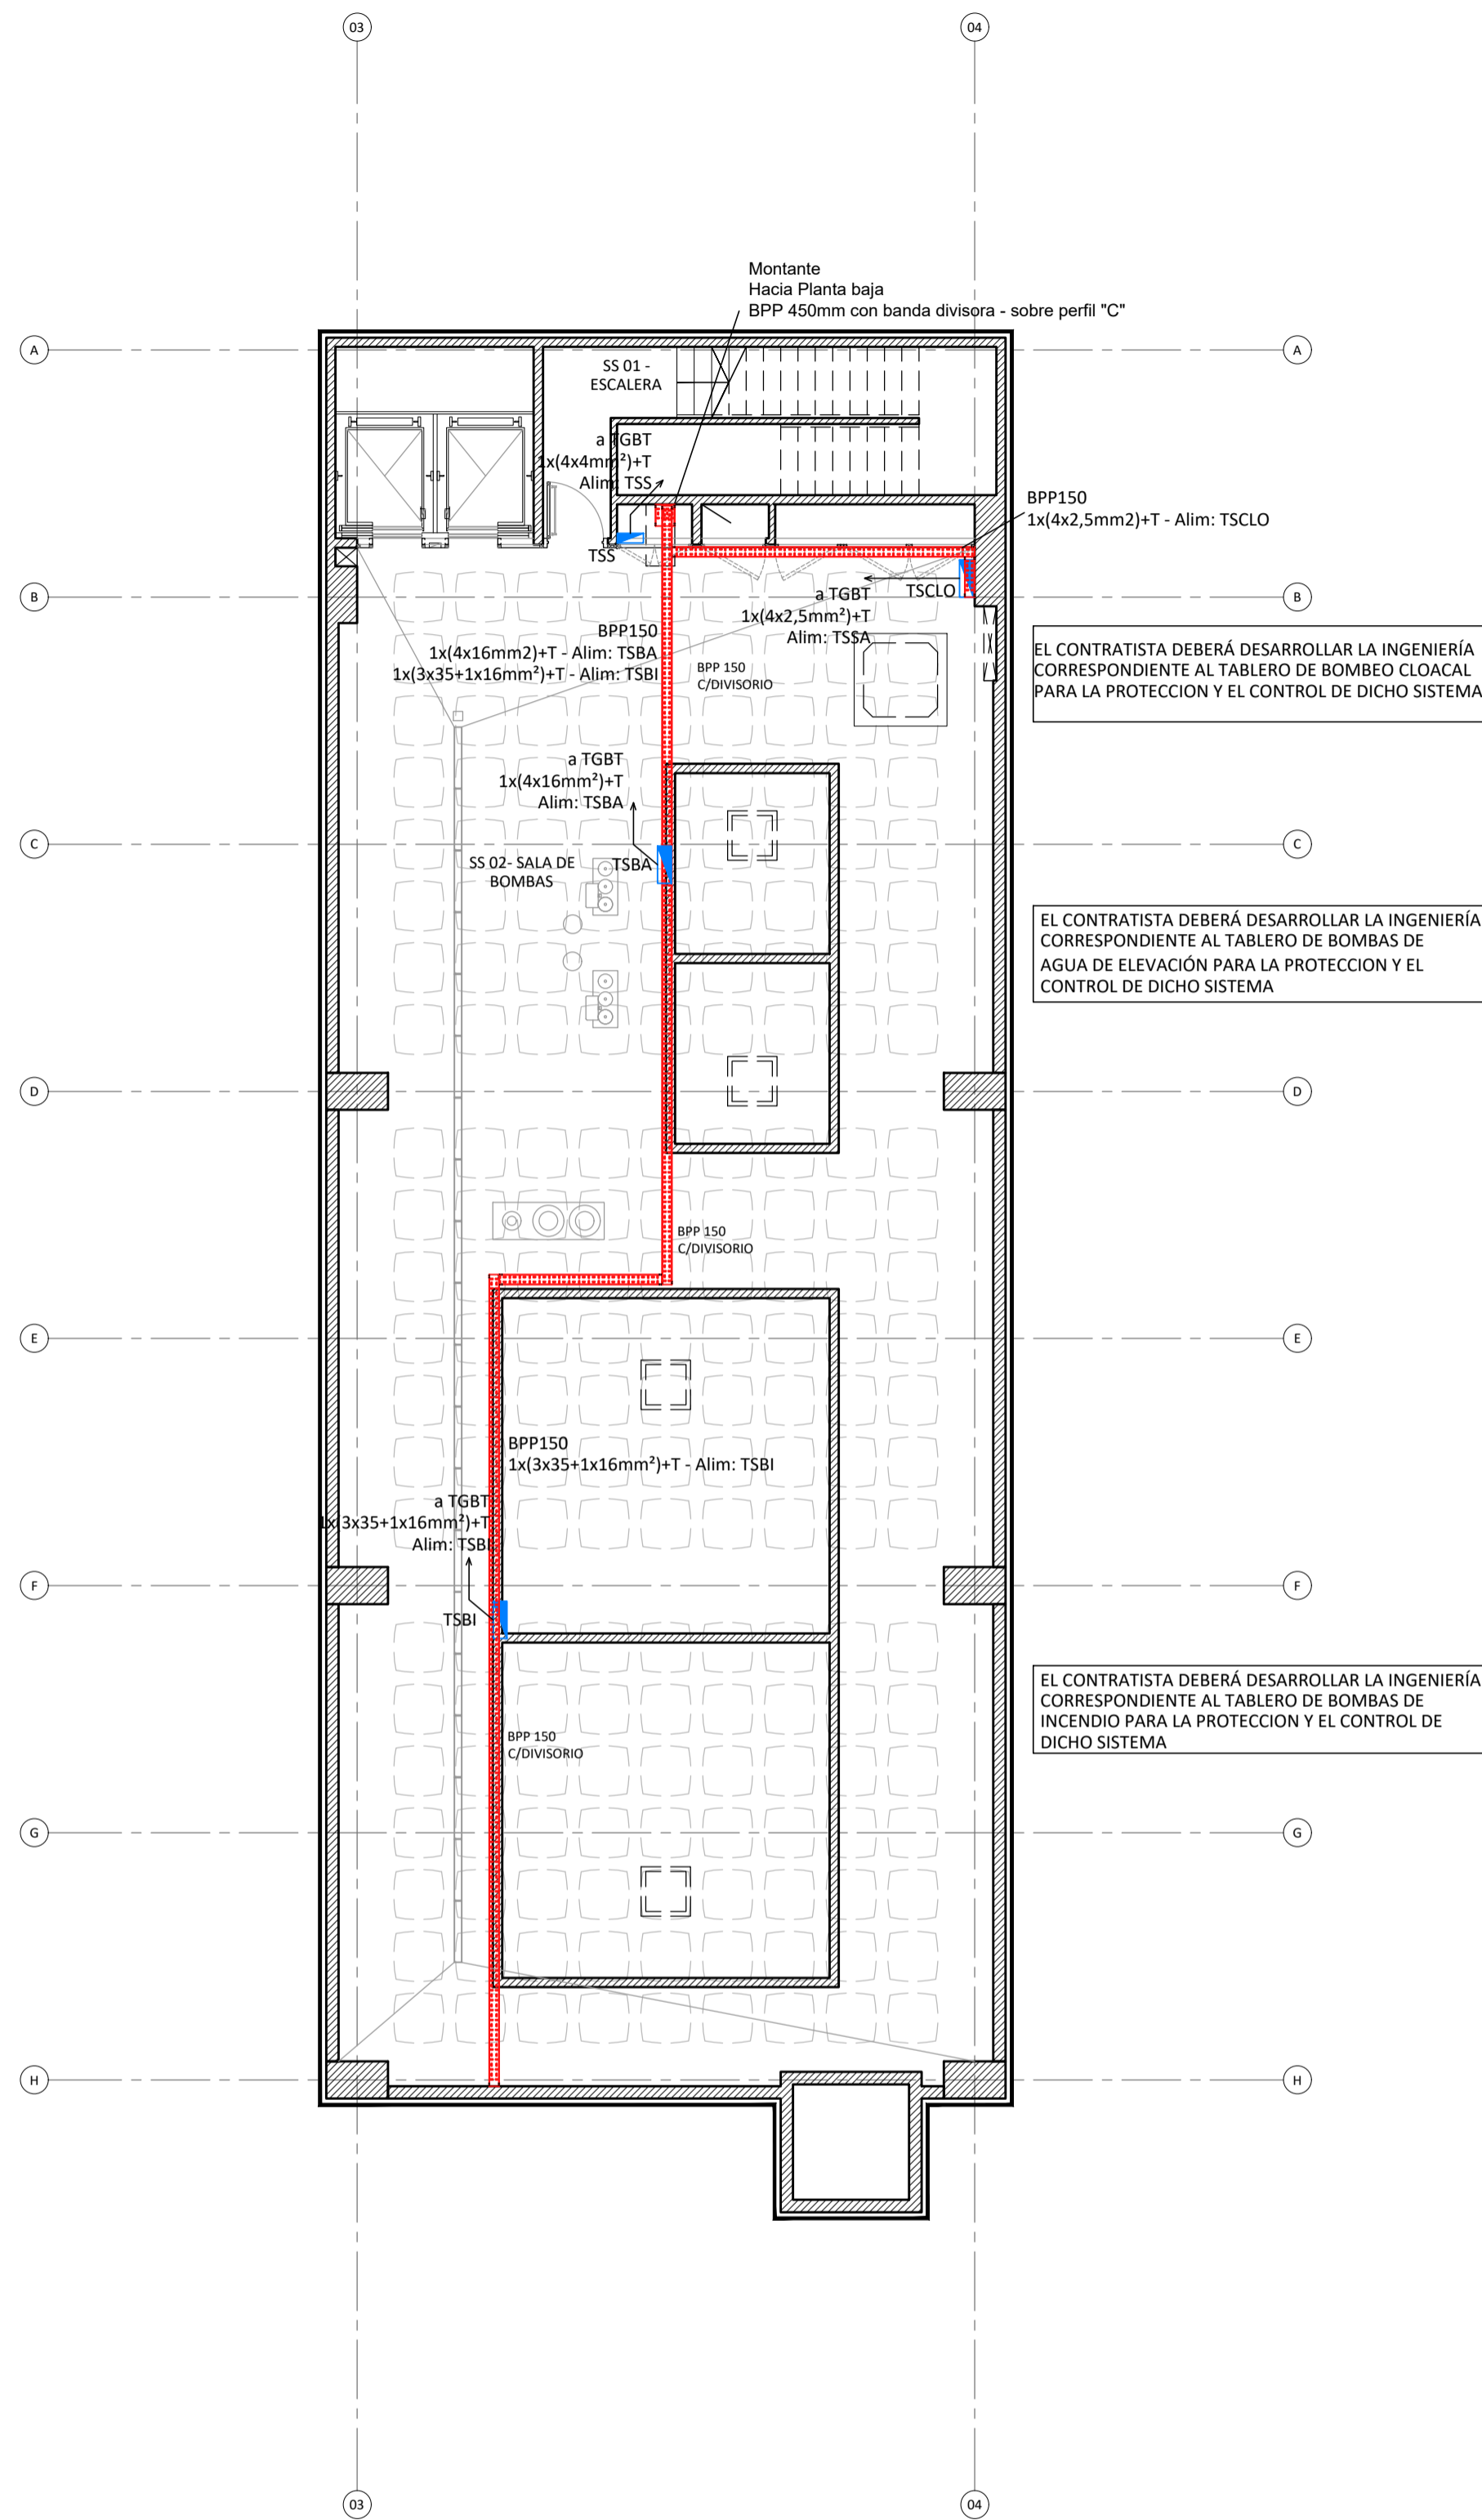 03
04
Montante
Hacia Planta baja
BPP 450mm con banda divisora - sobre perfil "C"
A
A
SS 01 -
ESCALERA
a TGBT
1x(4x4mm²)+T
Alim: TSS
TSS
BPP150
1x(4x2,5mm2)+T - Alim: TSCLO
TSCLO
B
B
a TGBT
1x(4x2,5mm²)+T
Alim: TSSA
BPP150
1x(4x16mm2)+T - Alim: TSBA
1x(3x35+1x16mm²)+T - Alim: TSBI
BPP 150
C/DIVISORIO
EL CONTRATISTA DEBERÁ DESARROLLAR LA INGENIERÍA
CORRESPONDIENTE AL TABLERO DE BOMBEO CLOACAL
PARA LA PROTECCION Y EL CONTROL DE DICHO SISTEMA
a TGBT
1x(4x16mm²)+T
Alim: TSBA
C
C
SS 02- SALA DE
BOMBAS
TSBA
EL CONTRATISTA DEBERÁ DESARROLLAR LA INGENIERÍA
CORRESPONDIENTE AL TABLERO DE BOMBAS DE
AGUA DE ELEVACIÓN PARA LA PROTECCION Y EL
CONTROL DE DICHO SISTEMA
D
D
BPP 150
C/DIVISORIO
E
E
BPP150
1x(3x35+1x16mm²)+T - Alim: TSBI
a TGBT
1x(3x35+1x16mm²)+T
Alim: TSBI
F
F
TSBI
EL CONTRATISTA DEBERÁ DESARROLLAR LA INGENIERÍA
CORRESPONDIENTE AL TABLERO DE BOMBAS DE
INCENDIO PARA LA PROTECCION Y EL CONTROL DE
DICHO SISTEMA
BPP 150
C/DIVISORIO
G
G
H
H
03
04